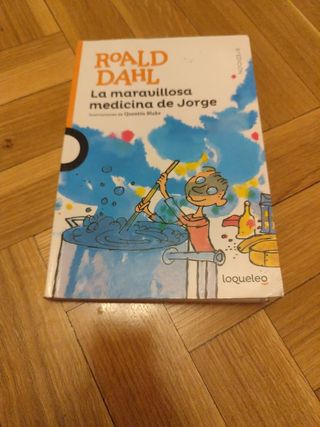 ROALD
DAHL
La maravillosa
medicina de Jorge
Ilustraciones de Quentin Blake
loqueleo